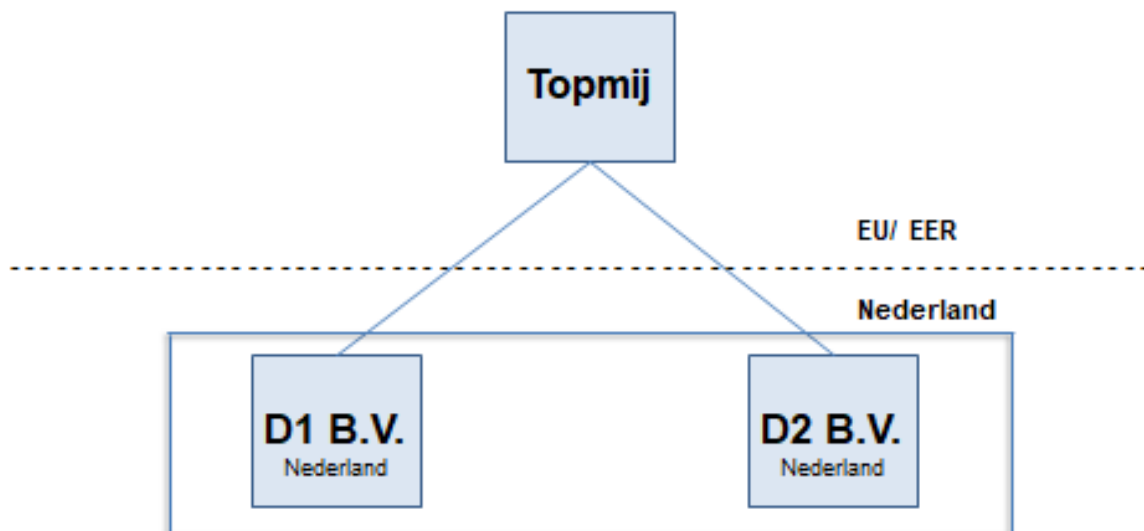 Topmij
EU/ EER
Nederland
D1 B.V.
Nederland
D2 B.V.
Nederland